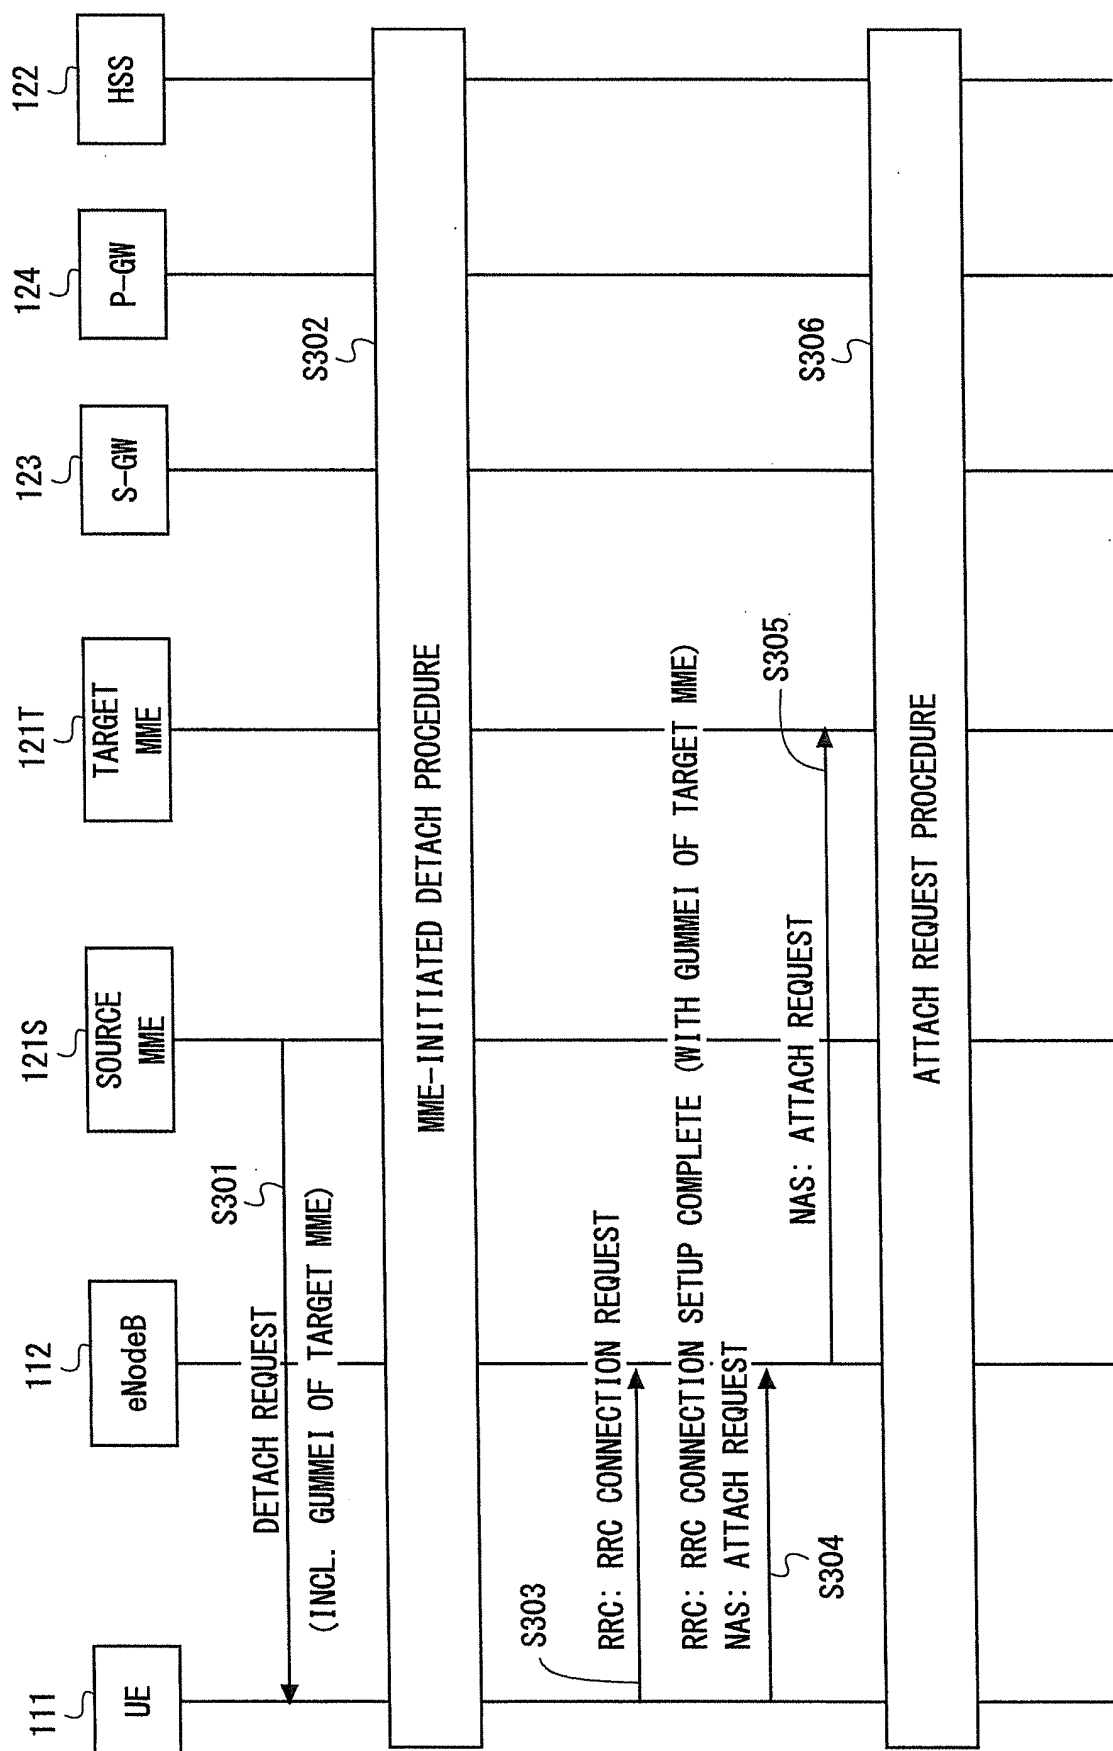 111
UE
112
eNodeB
121S
SOURCE
MME
121T
TARGET
MME
123
S-GW
124
P-GW
122
HSS
DETACH REQUEST
S301
(INCL. GUMMEI OF TARGET MME)
S302
MME-INITIATED DETACH PROCEDURE
S303
RRC: RRC CONNECTION REQUEST
RRC: RRC CONNECTION SETUP COMPLETE (WITH GUMMEI OF TARGET MME)
NAS: ATTACH REQUEST
S304
NAS: ATTACH REQUEST
S305
S306
ATTACH REQUEST PROCEDURE